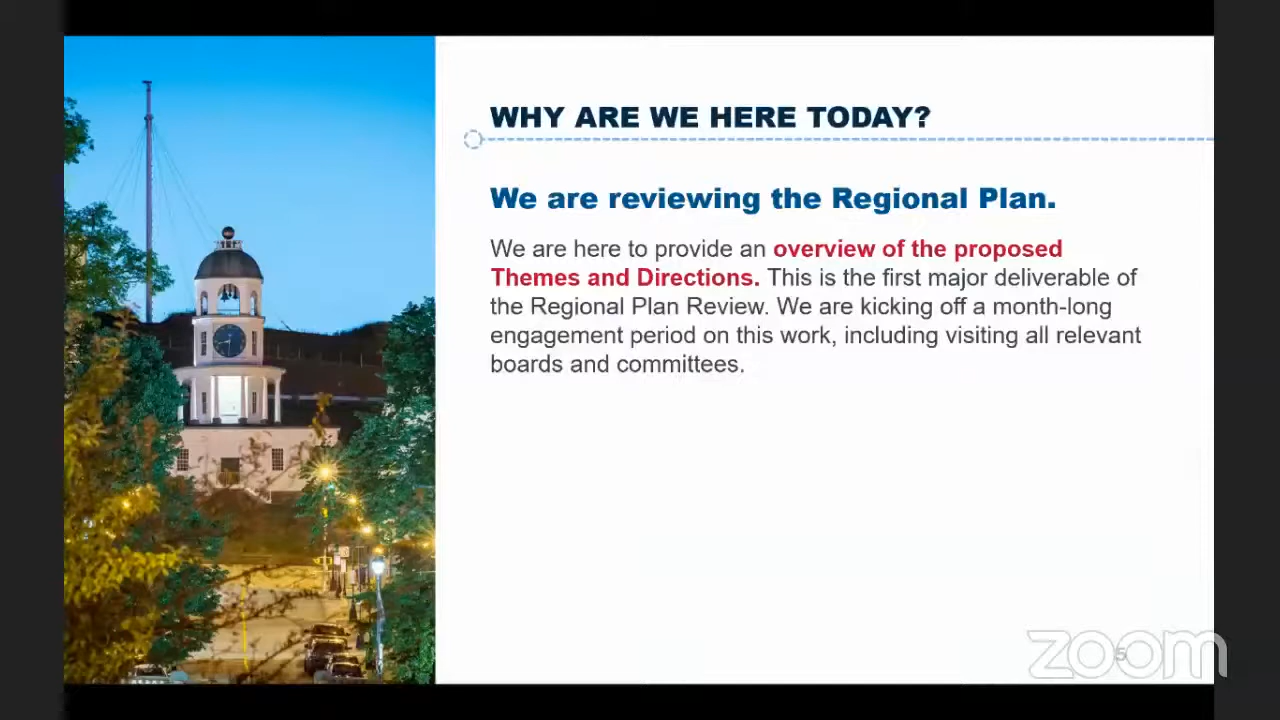 WHY ARE WE HERE TODAY?
We are reviewing the Regional Plan.
We are here to provide an overview of the proposed
Themes and Directions. This is the first major deliverable of
the Regional Plan Review. We are kicking off a month-long
engagement period on this work, including visiting all relevant
boards and committees.
5
zoom